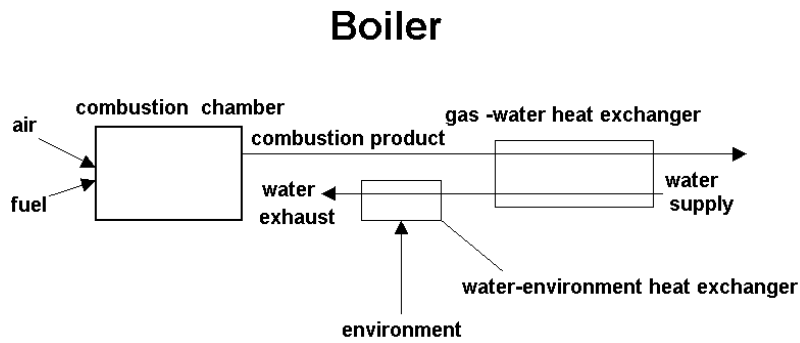 Boiler
combustion chamber
gas -water heat exchanger
air
combustion product
fuel
water
exhaust
water
supply
water-environment heat exchanger
environment